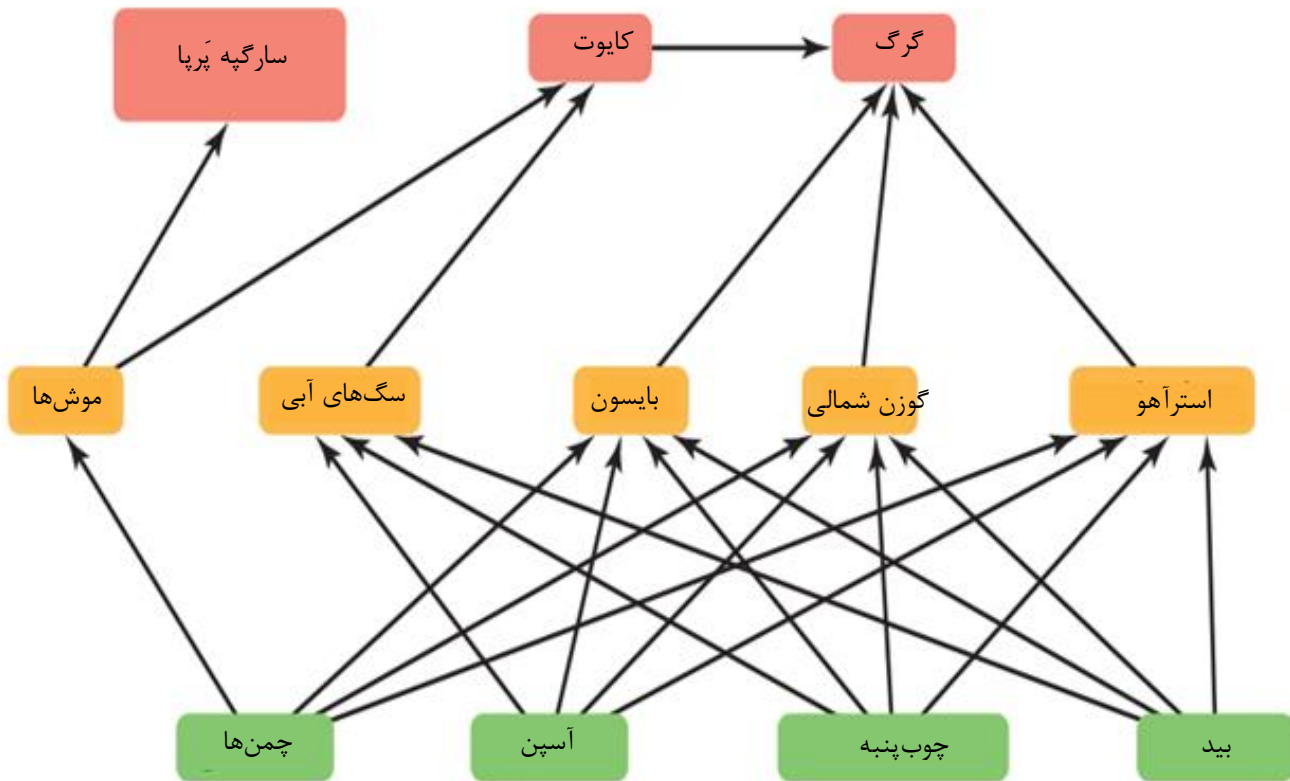 سارگپه پَرپا
کایوت
گرگ
موش‌ها
سگ‌های آبی
بایسون
گوزن شمالی
استرآهو
چمن‌ها
آسپن
چوب‌پنبه
بید